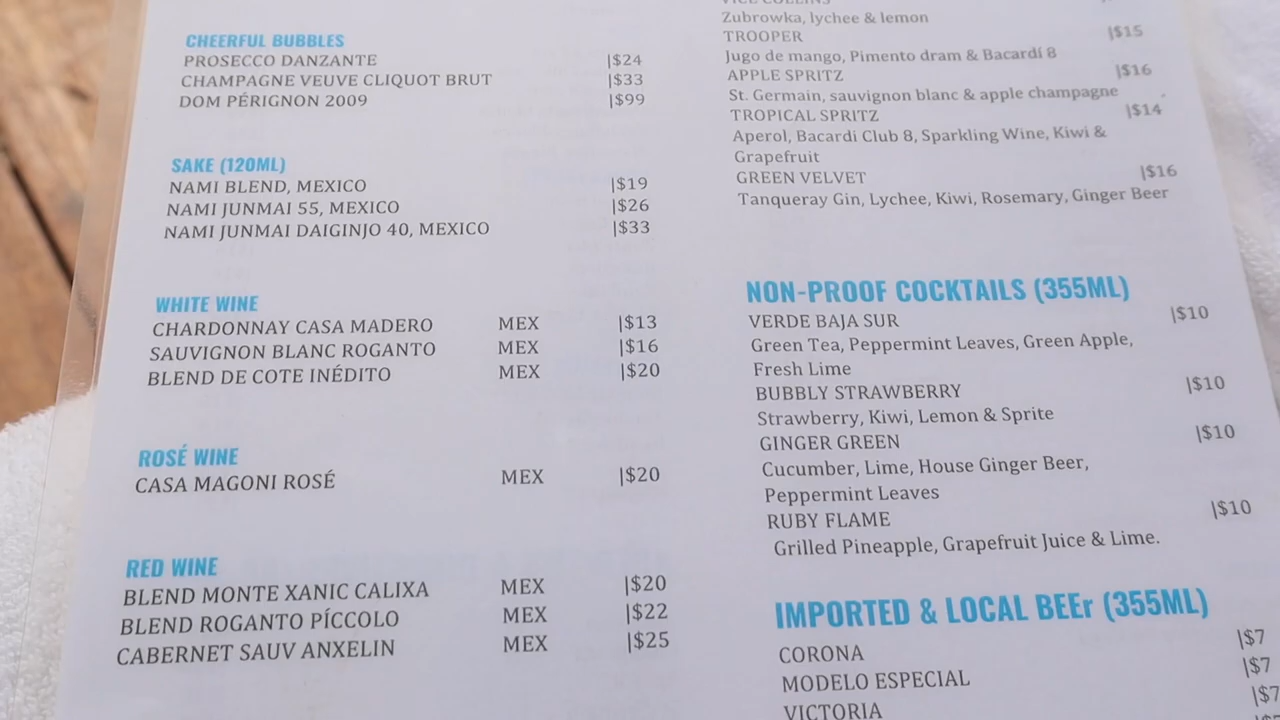 CHEERFUL BUBBLES
PROSECCO DANZANTE |$24
CHAMPAGNE VEUVE CLIQUOT BRUT |$33
DOM PÉRIGNON 2009 |$99
SAKE (120ML)
NAMI BLEND, MEXICO |$19
NAMI JUNMAI 55, MEXICO |$26
NAMI JUNMAI DAIGINJO 40, MEXICO |$33
WHITE WINE
CHARDONNAY CASA MADERO MEX |$13
SAUVIGNON BLANC ROGANTO MEX |$16
BLEND DE COTE INÉDITO MEX |$20
ROSÉ WINE
CASA MAGONI ROSÉ MEX |$20
RED WINE
BLEND MONTE XANIC CALIXA MEX |$20
BLEND ROGANTO PÍCCOLO MEX |$22
CABERNET SAUV ANXELIN MEX |$25
COLLINS
Zubrowka, lychee & lemon
TROOPER |$15
Jugo de mango, Pimento dram & Bacardí 8
APPLE SPRITZ |$16
St. Germain, sauvignon blanc & apple champagne
TROPICAL SPRITZ |$14
Aperol, Bacardi Club 8, Sparkling Wine, Kiwi &
Grapefruit
GREEN VELVET |$16
Tanqueray Gin, Lychee, Kiwi, Rosemary, Ginger Beer
NON-PROOF COCKTAILS (355ML)
VERDE BAJA SUR |$10
Green Tea, Peppermint Leaves, Green Apple,
Fresh Lime
BUBBLY STRAWBERRY |$10
Strawberry, Kiwi, Lemon & Sprite
GINGER GREEN |$10
Cucumber, Lime, House Ginger Beer,
Peppermint Leaves
RUBY FLAME |$10
Grilled Pineapple, Grapefruit Juice & Lime.
IMPORTED & LOCAL BEEr (355ML)
CORONA |$7
MODELO ESPECIAL |$7
VICTORIA |$7